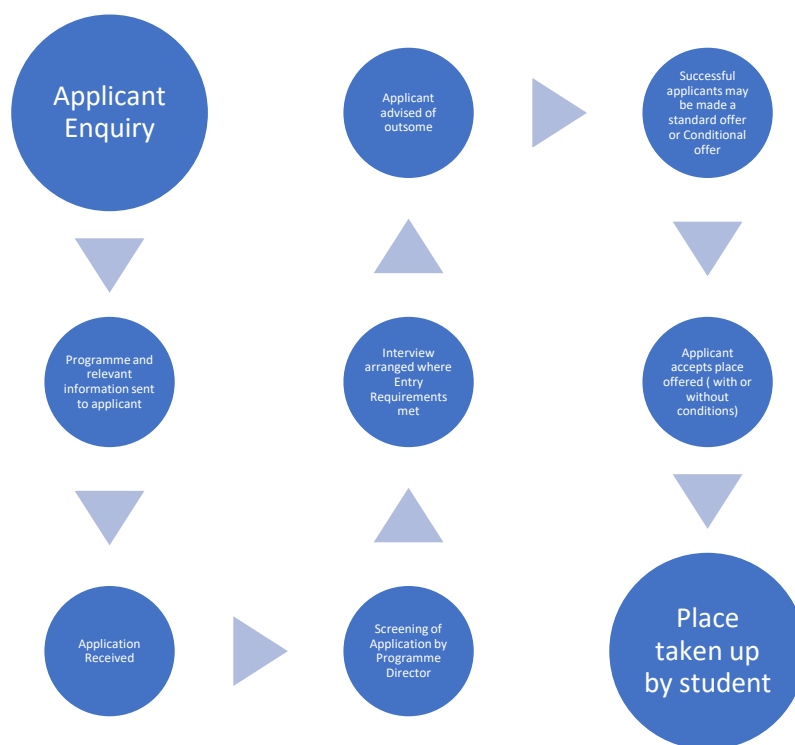 Applicant
Enquiry
Programme and
relevant
information sent
to applicant
Application
Received
Screening of
Application by
Programme
Director
Interview
arranged where
Entry
Requirements
met
Applicant
advised of
outsome
Successful
applicants may
be made a
standard offer
or Conditional
offer
Applicant
accepts place
offered ( with or
without
conditions)
Place
taken up
by student